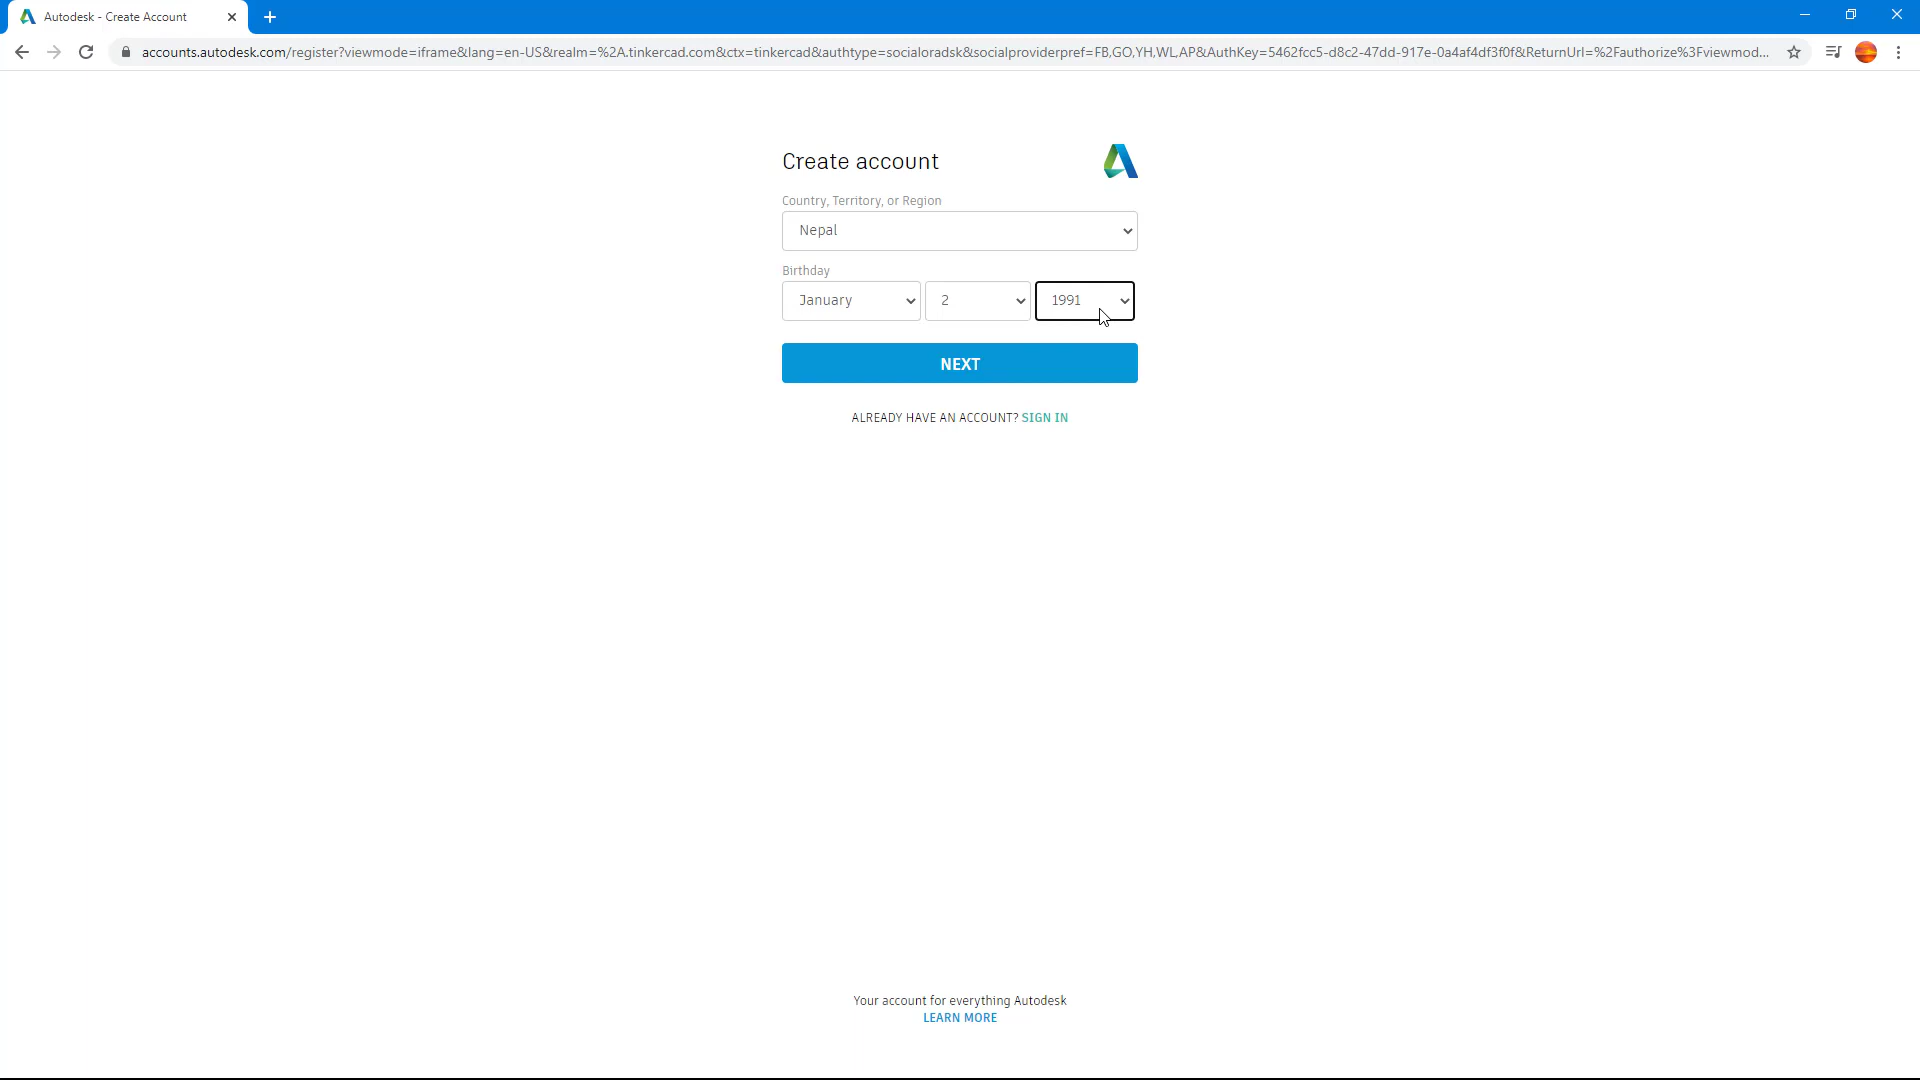 Autodesk - Create Account
accounts.autodesk.com/register?viewmode=iframe&lang=en-US&realm=%2A.tinkercad.com&ctx=tinkercad&authtype=socialoradsk&socialproviderpref=FB,GO,YH,WL,AP&AuthKey=5462fcc5-d8c2-47dd-917e-0a4af4df3f0f&ReturnUrl=%2Fauthorize%3Fviewmod...
Create account
Country, Territory, or Region
Nepal
Birthday
January 2 1991
NEXT
ALREADY HAVE AN ACCOUNT? SIGN IN
Your account for everything Autodesk
LEARN MORE